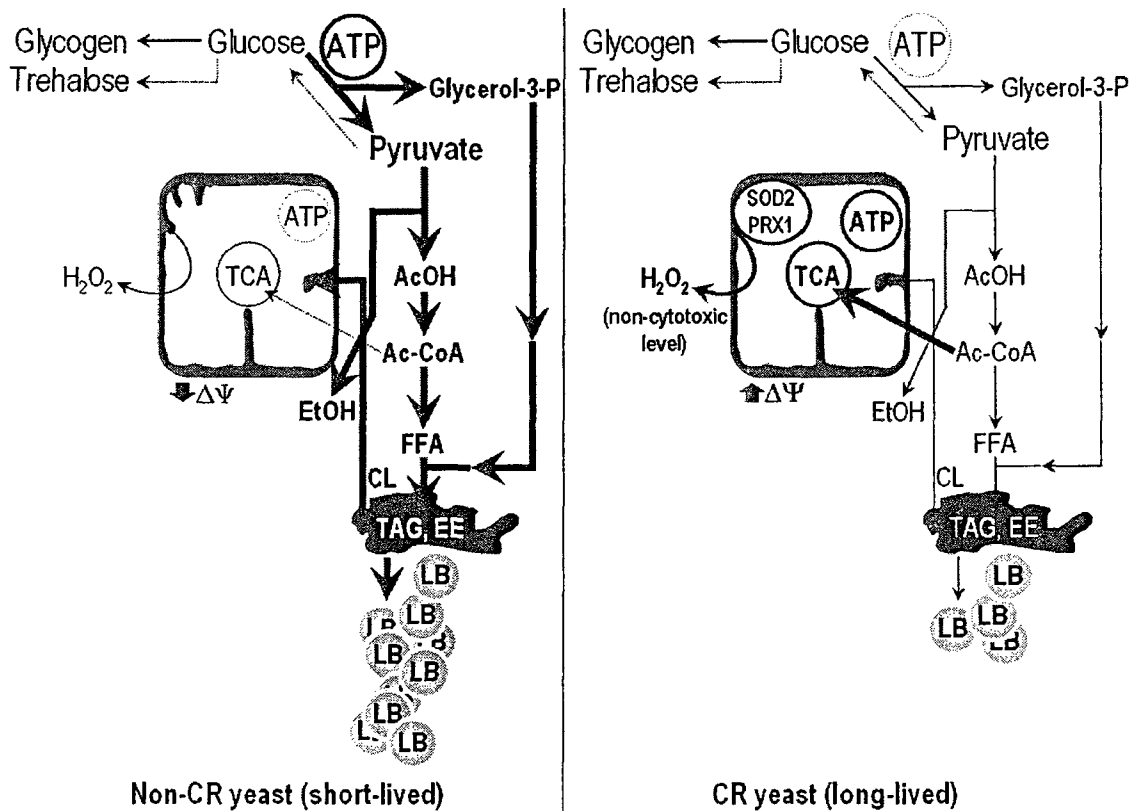 Glycogen
Glucose
ATP
Trehalose
Glycerol-3-P
Pyruvate
ATP
TCA
H₂O₂
AcOH
Ac-CoA
ΔΨ
EtOH
FFA
CL
TAG, EE
LB
LB
LB
LB
LB
LB
LB
LB
LB
Non-CR yeast (short-lived)
Glycogen
Glucose
ATP
Trehalose
Glycerol-3-P
Pyruvate
SOD2
PRX1
ATP
TCA
H₂O₂
(non-cytotoxic
level)
AcOH
Ac-CoA
ΔΨ
EtOH
FFA
CL
TAG, EE
LB
LB
LB
LB
CR yeast (long-lived)